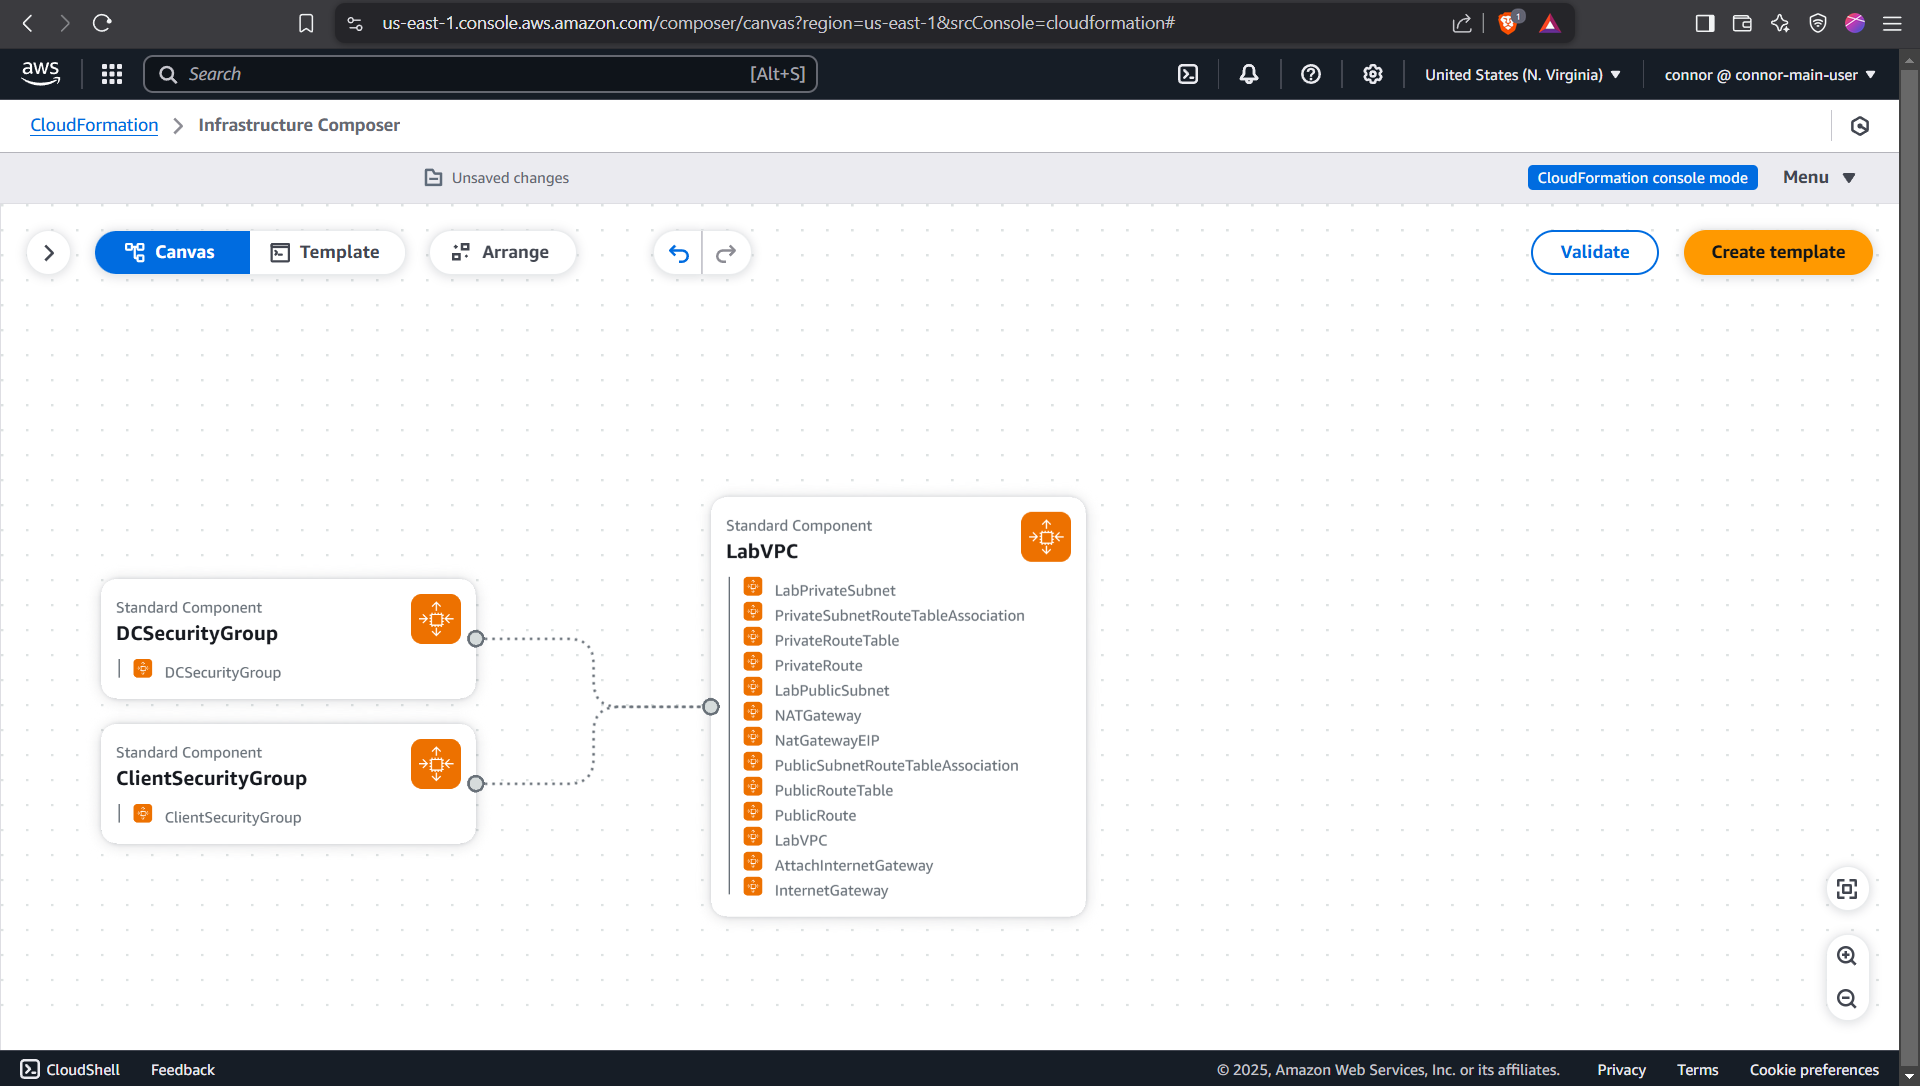 us-east-1.console.aws.amazon.com/composer/canvas?region=us-east-1&srcConsole=cloudformation#
1
aws
Search
[Alt+S]
United States (N. Virginia)
connor @ connor-main-user
CloudFormation
Infrastructure Composer
Unsaved changes
CloudFormation console mode
Menu
Canvas
Template
Arrange
Validate
Create template
Standard Component
LabVPC
LabPrivateSubnet
PrivateSubnetRouteTableAssociation
PrivateRouteTable
PrivateRoute
LabPublicSubnet
NATGateway
NatGatewayEIP
PublicSubnetRouteTableAssociation
PublicRouteTable
PublicRoute
LabVPC
AttachInternetGateway
InternetGateway
Standard Component
DCSecurityGroup
DCSecurityGroup
Standard Component
ClientSecurityGroup
ClientSecurityGroup
CloudShell
Feedback
© 2025, Amazon Web Services, Inc. or its affiliates.
Privacy
Terms
Cookie preferences